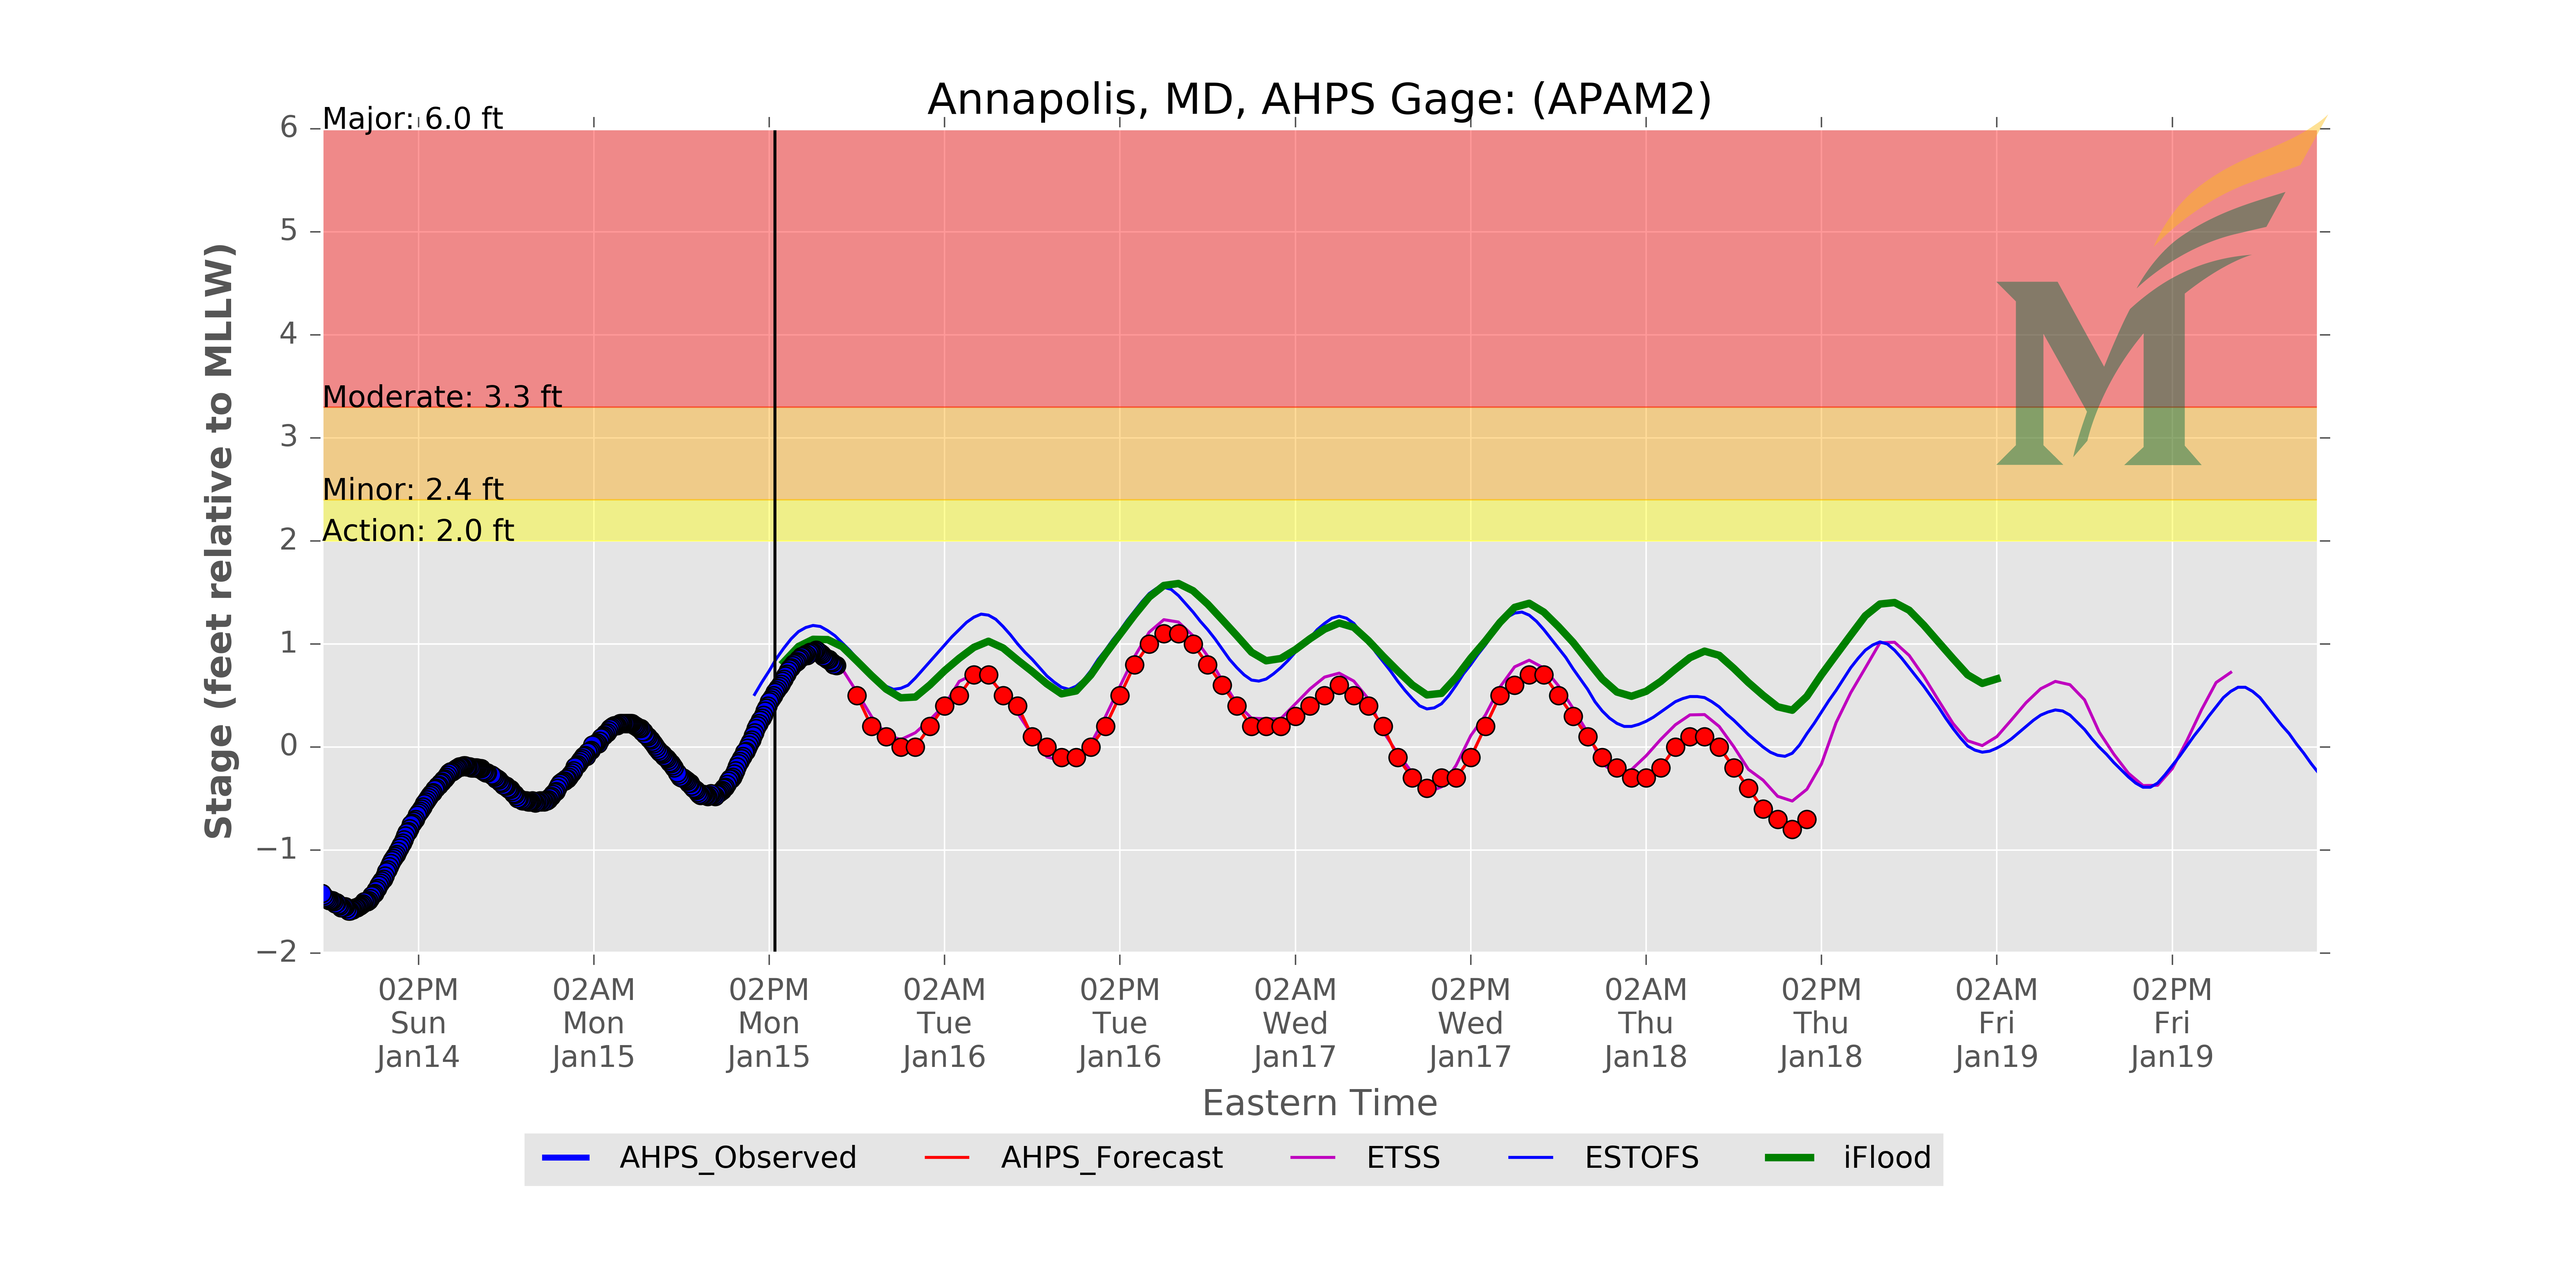 Annapolis, MD, AHPS Gage: (APAM2)
Major: 6.0 ft
Moderate: 3.3 ft
Minor: 2.4 ft
Action: 2.0 ft
Stage (feet relative to MLLW)
6
5
4
3
2
1
0
−1
−2
02PM Sun Jan14
02AM Mon Jan15
02PM Mon Jan15
02AM Tue Jan16
02PM Tue Jan16
02AM Wed Jan17
02PM Wed Jan17
02AM Thu Jan18
02PM Thu Jan18
02AM Fri Jan19
02PM Fri Jan19
Eastern Time
AHPS_Observed AHPS_Forecast ETSS ESTOFS iFlood